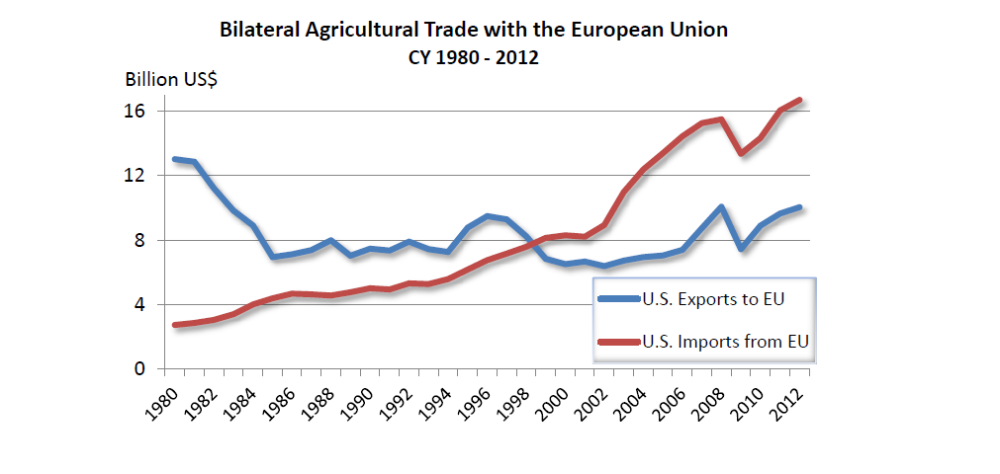 Bilateral Agricultural Trade with the European Union
CY 1980 - 2012
Billion US$
16
12
8
4
0
U.S. Exports to EU
U.S. Imports from EU
1980 1982 1984 1986 1988 1990 1992 1994 1996 1998 2000 2002 2004 2006 2008 2010 2012